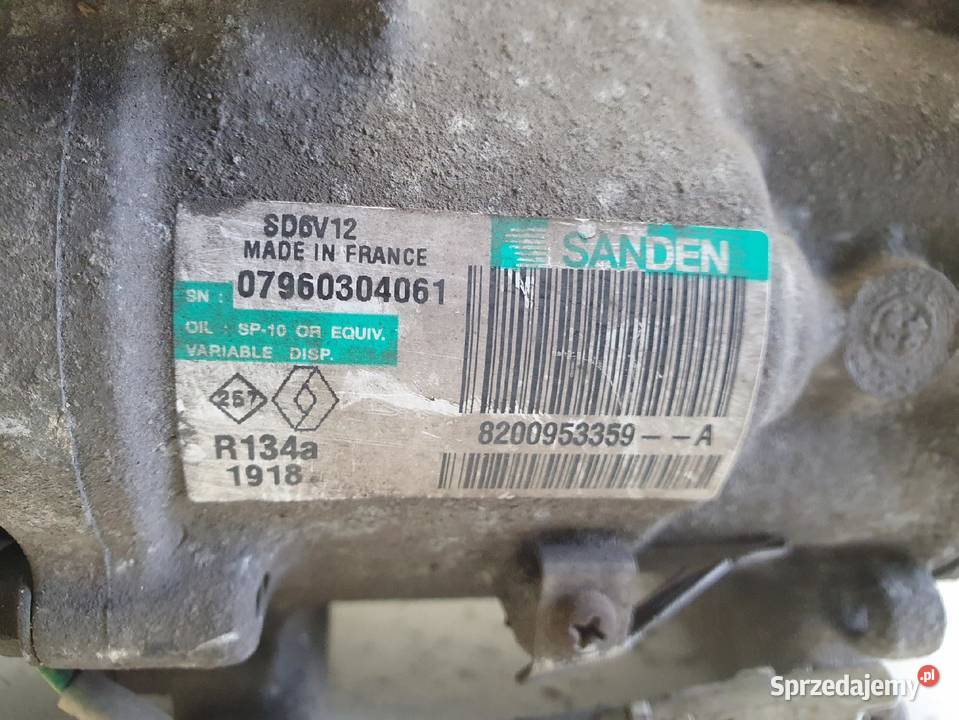 SD6V12
MADE IN FRANCE
SANDEN
SN : 07960304061
OIL : SP-10 OR EQUIV.
VARIABLE DISP.
267
R134a
1918
8200953359--A
Sprzedajemy.pl